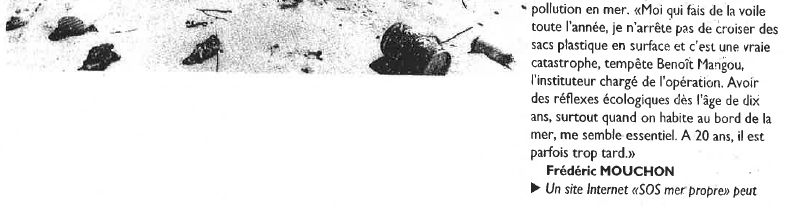 pollution en mer. «Moi qui fais de la voile
toute l'année, je n'arrête pas de croiser des
sacs plastique en surface et c'est une vraie
catastrophe, tempête Benoît Mangou,
l'instituteur chargé de l'opération. Avoir
des réflexes écologiques dès l'âge de dix
ans, surtout quand on habite au bord de la
mer, me semble essentiel. A 20 ans, il est
parfois trop tard.»
Frédéric MOUCHON
► Un site Internet «SOS mer propre» peut